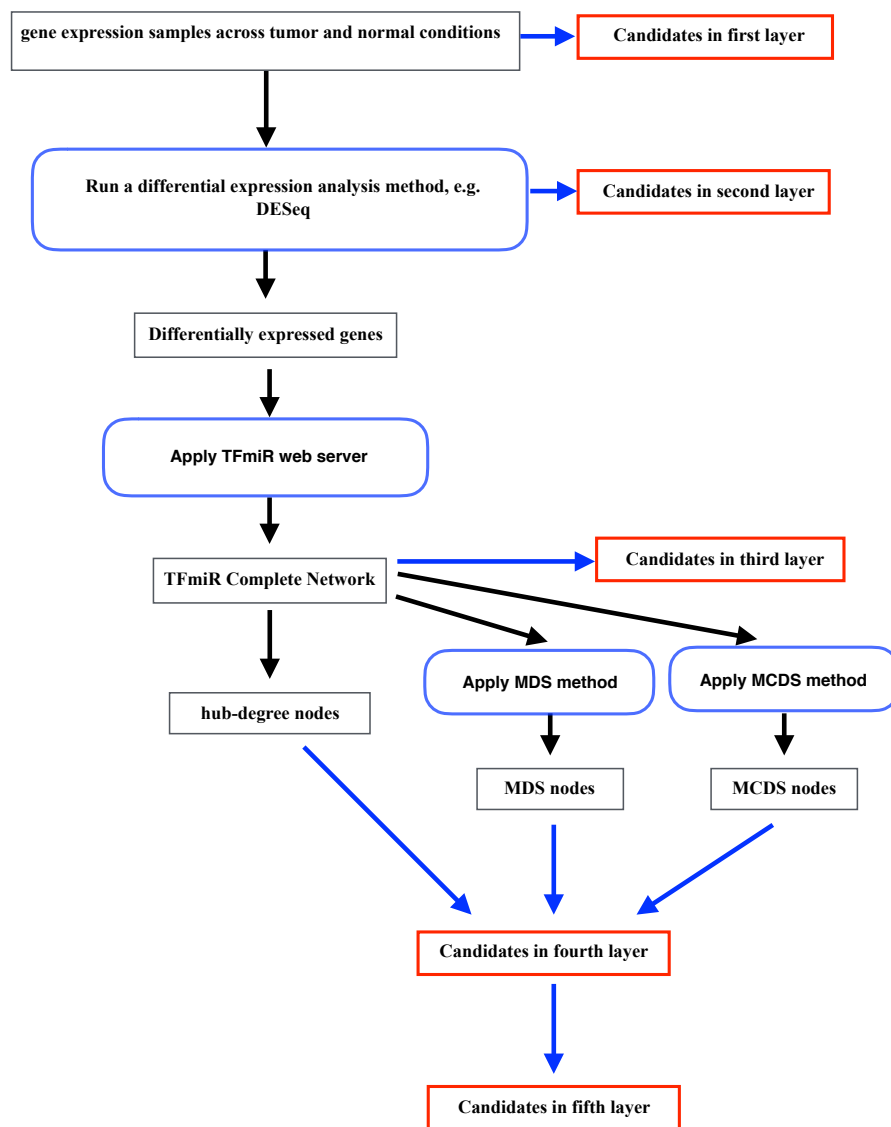 gene expression samples across tumor and normal conditions
Candidates in first layer
Run a differential expression analysis method, e.g.
DESeq
Candidates in second layer
Differentially expressed genes
Apply TFmiR web server
Candidates in third layer
TFmiR Complete Network
Apply MDS method
Apply MCDS method
hub-degree nodes
MDS nodes
MCDS nodes
Candidates in fourth layer
Candidates in fifth layer